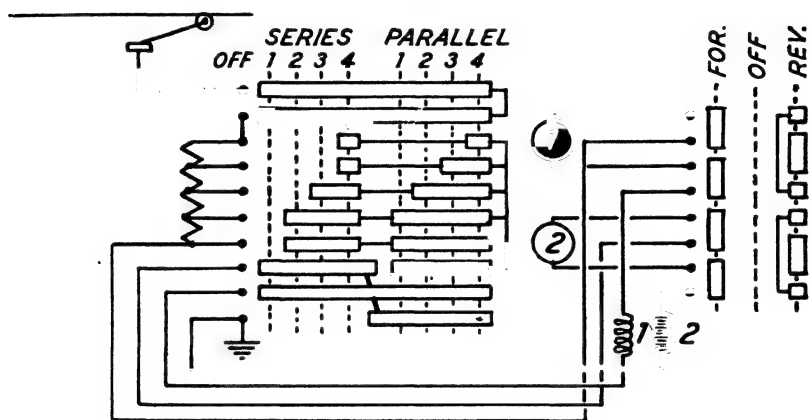 SERIES PARALLEL
OFF 1 2 3 4 1 2 3 4
FOR. OFF REV.
2
1 2